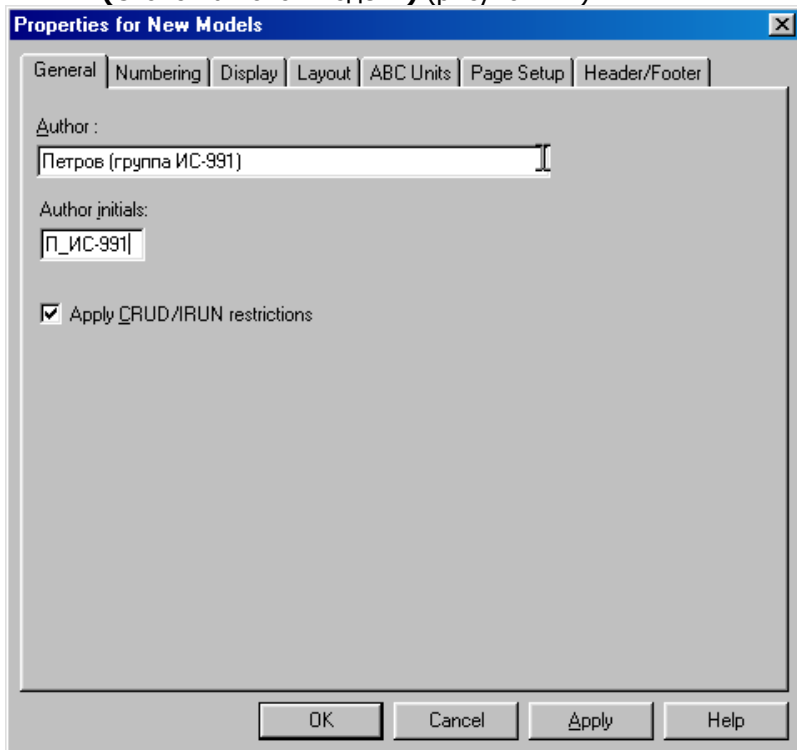 Properties for New Models
General Numbering Display Layout ABC Units Page Setup Header/Footer
Author :
Петров (группа ИС-991)
Author initials:
П_ИС-991
Apply CRUD/IRUN restrictions
OK Cancel Apply Help